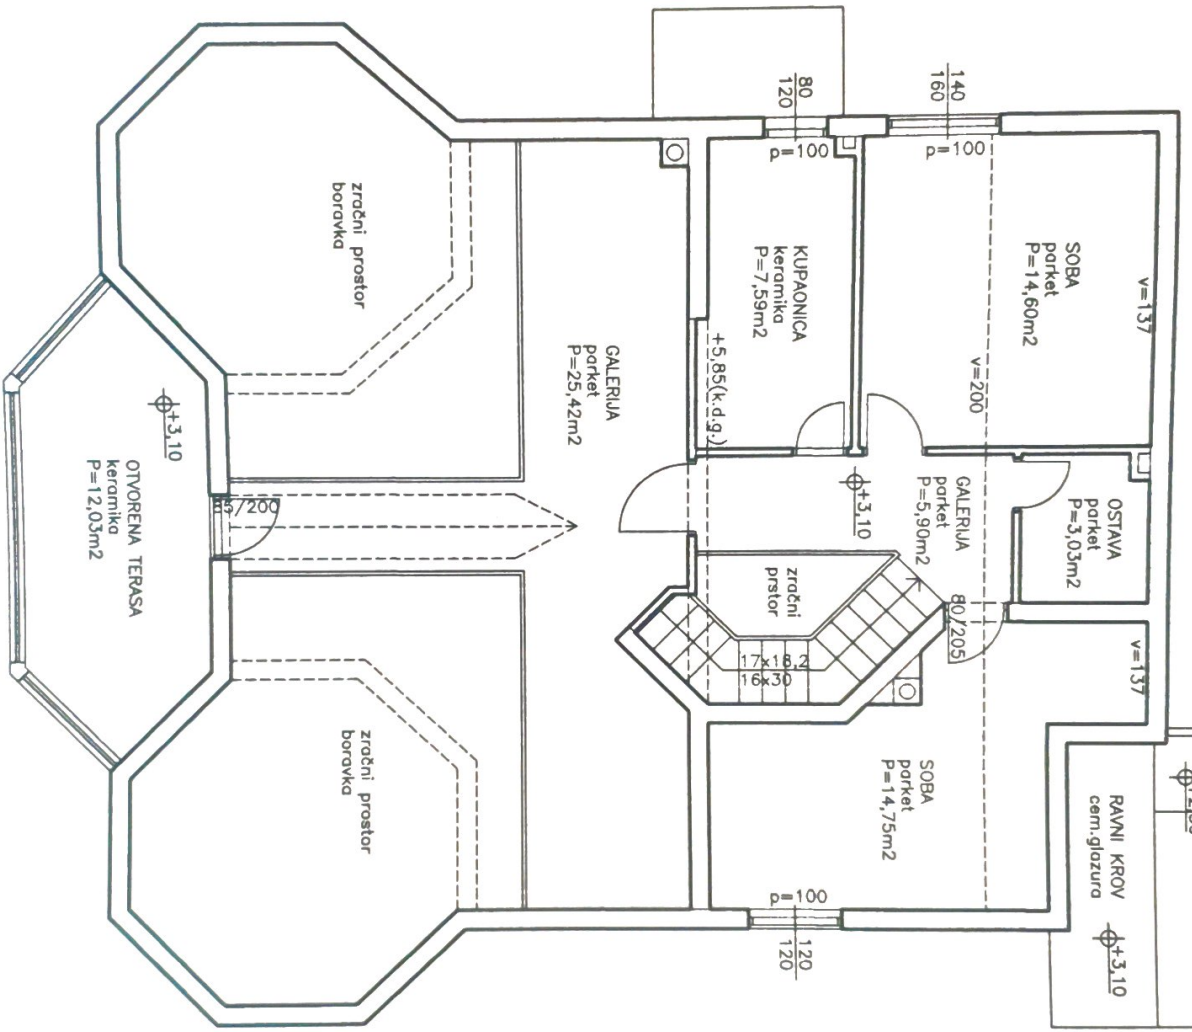 140
160
80
120
p=100
p=100
SOBA
parket
P=14,60m2
v=137
v=200
KUPAONICA
keramika
P=7,59m2
+5,85(k.d.g.)
zračni prostor
boravka
GALERIJA
parket
P=25,42m2
+3,10
GALERIJA
parket
P=5,90m2
OSTAVA
parket
P=3,03m2
+3,10
OTVORENA TERASA
keramika
P=12,03m2
85/200
zračni
prstor
80/205
17x18,2
16x30
v=137
zračni prostor
boravka
SOBA
parket
P=14,75m2
p=100
120
120
RAVNI KROV
cem.glazura
+3,10